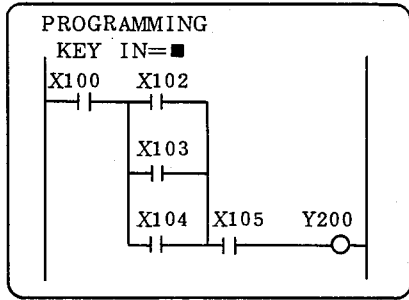 PROGRAMMING
KEY IN=■
X100 X102
X103
X104 X105 Y200